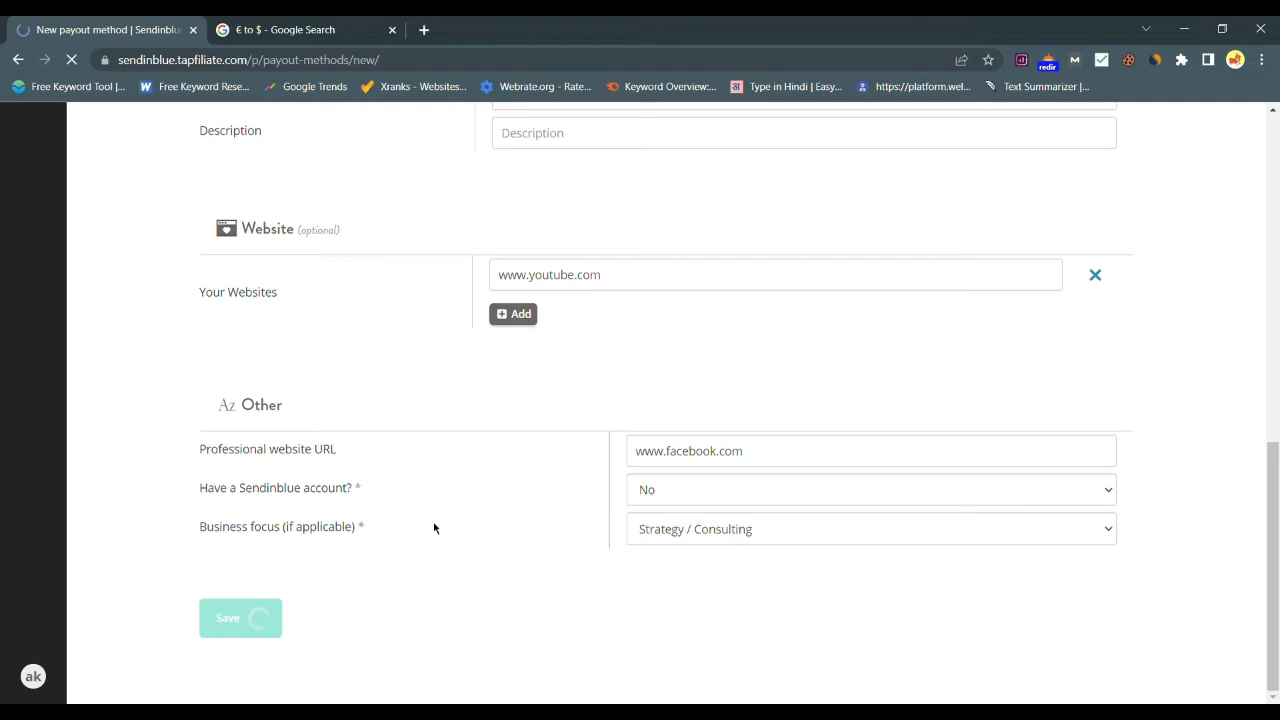 New payout method | Sendinblu
€ to $ - Google Search
sendinblue.tapfiliate.com/p/payout-methods/new/
redir
Free Keyword Tool |...
Free Keyword Rese...
Google Trends
Xranks - Websites...
Webrate.org - Rate...
Keyword Overview:...
Type in Hindi | Easy...
https://platform.wel...
Text Summarizer |...
Description
Description
Website (optional)
Your Websites
www.youtube.com
Add
Az Other
Professional website URL
www.facebook.com
Have a Sendinblue account? *
No
Business focus (if applicable) *
Strategy / Consulting
Save
ak